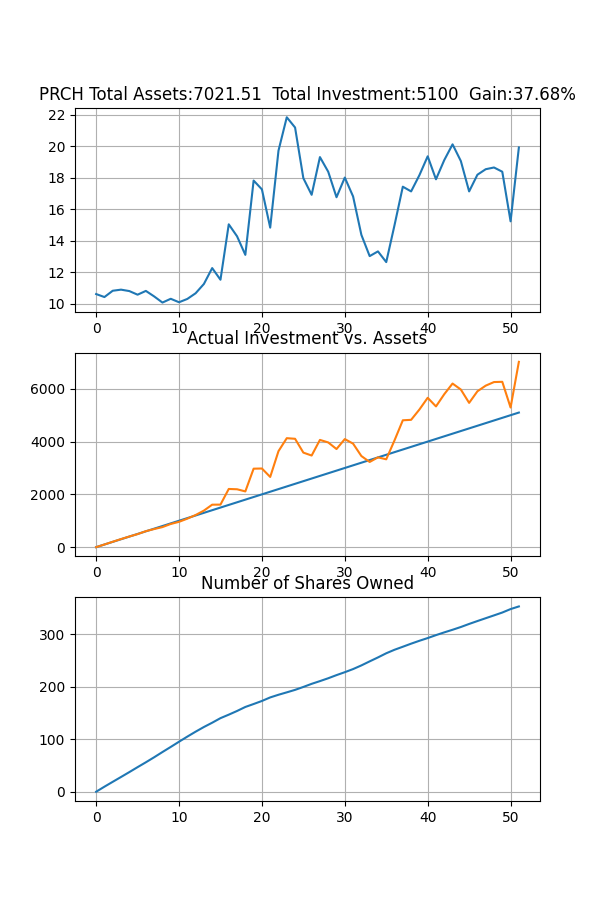 PRCH Total Assets:7021.51  Total Investment:5100  Gain:37.68%
22
20
18
16
14
12
10
0 10 20 30 40 50
Actual Investment vs. Assets
6000
4000
2000
0
0 10 20 30 40 50
Number of Shares Owned
300
200
100
0
0 10 20 30 40 50